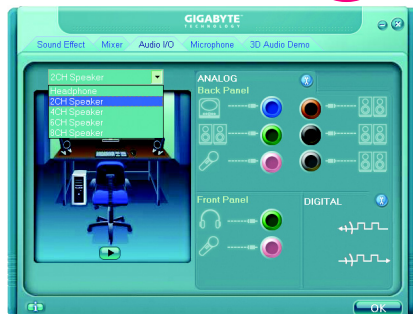 GIGABYTE
TECHNOLOGY
Sound Effect Mixer Audio I/O Microphone 3D Audio Demo
2CH Speaker
Headphone
2CH Speaker
4CH Speaker
6CH Speaker
8CH Speaker
ANALOG
Back Panel
Front Panel
DIGITAL
OK